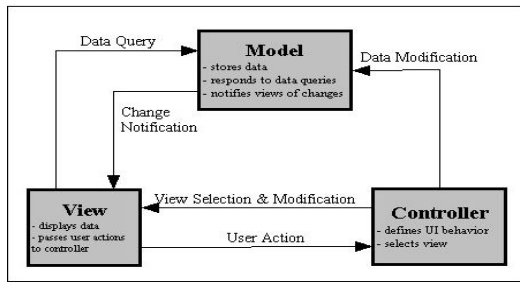 Data Query
Model
- stores data
- responds to data queries
- notifies views of changes
Data Modification
Change
Notification
View
- displays data
- passes user actions
to controller
View Selection & Modification
User Action
Controller
- defines UI behavior
- selects view